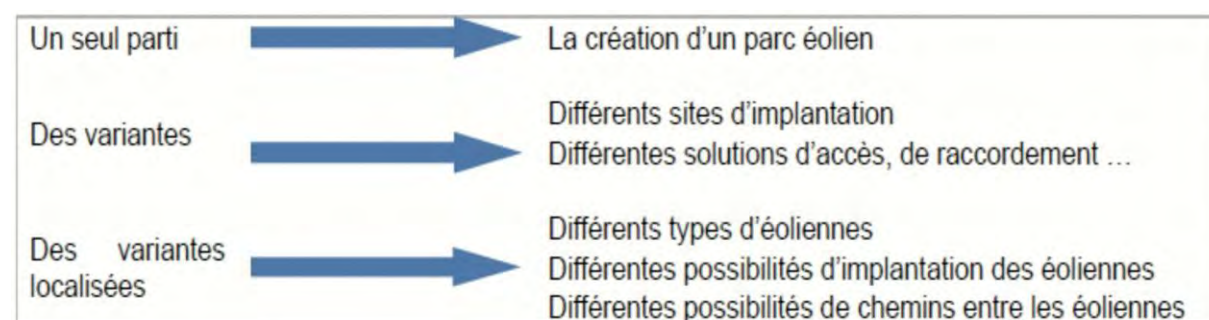 Un seul parti
La création d'un parc éolien
Des variantes
Différents sites d'implantation
Différentes solutions d'accès, de raccordement …
Des variantes
localisées
Différents types d'éoliennes
Différentes possibilités d'implantation des éoliennes
Différentes possibilités de chemins entre les éoliennes